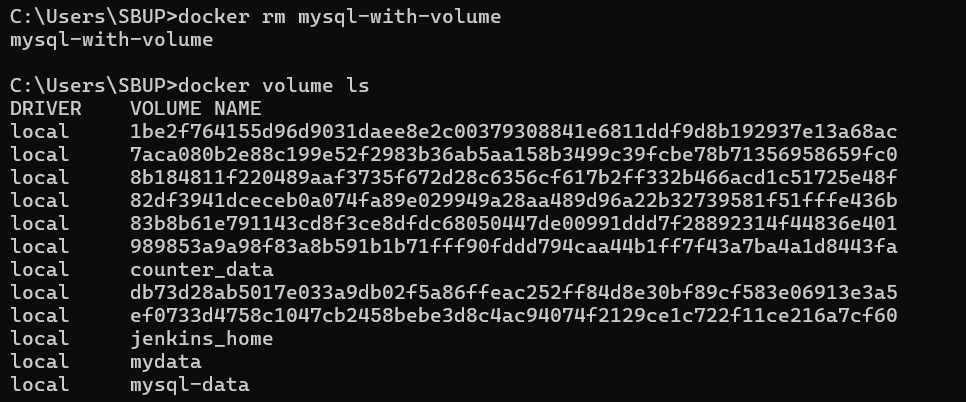 C:\Users\SBUP>docker rm mysql-with-volume
mysql-with-volume
C:\Users\SBUP>docker volume ls
DRIVER    VOLUME NAME
local     1be2f764155d96d9031daee8e2c00379308841e6811ddf9d8b192937e13a68ac
local     7aca080b2e88c199e52f2983b36ab5aa158b3499c39fcbe78b71356958659fc0
local     8b184811f220489aaf3735f672d28c6356cf617b2ff332b466acd1c51725e48f
local     82df3941dceceb0a074fa89e029949a28aa489d96a22b32739581f51fffe436b
local     83b8b61e791143cd8f3ce8dfdc68050447de00991ddd7f28892314f44836e401
local     989853a9a98f83a8b591b1b71fff90fddd794caa44b1ff7f43a7ba4a1d8443fa
local     counter_data
local     db73d28ab5017e033a9db02f5a86ffeac252ff84d8e30bf89cf583e06913e3a5
local     ef0733d4758c1047cb2458bebe3d8c4ac94074f2129ce1c722f11ce216a7cf60
local     jenkins_home
local     mydata
local     mysql-data